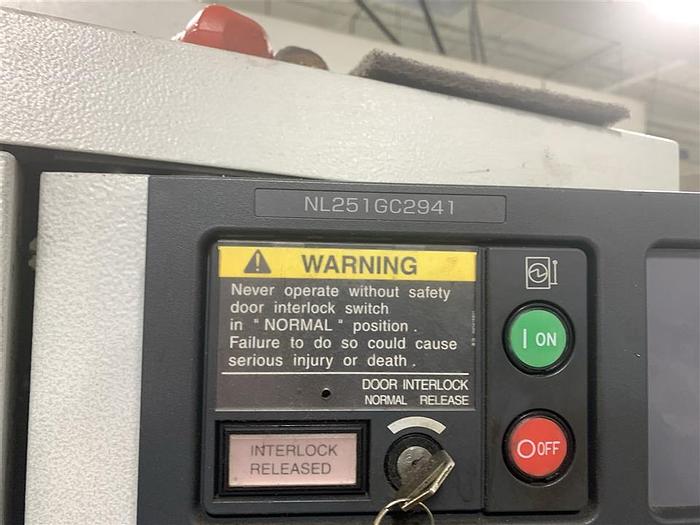 NL251GC2941
WARNING
Never operate without safety
door interlock switch
in " NORMAL " position .
Failure to do so could cause
serious injury or death .
DOOR INTERLOCK
NORMAL RELEASE
INTERLOCK
RELEASED
I ON
O OFF